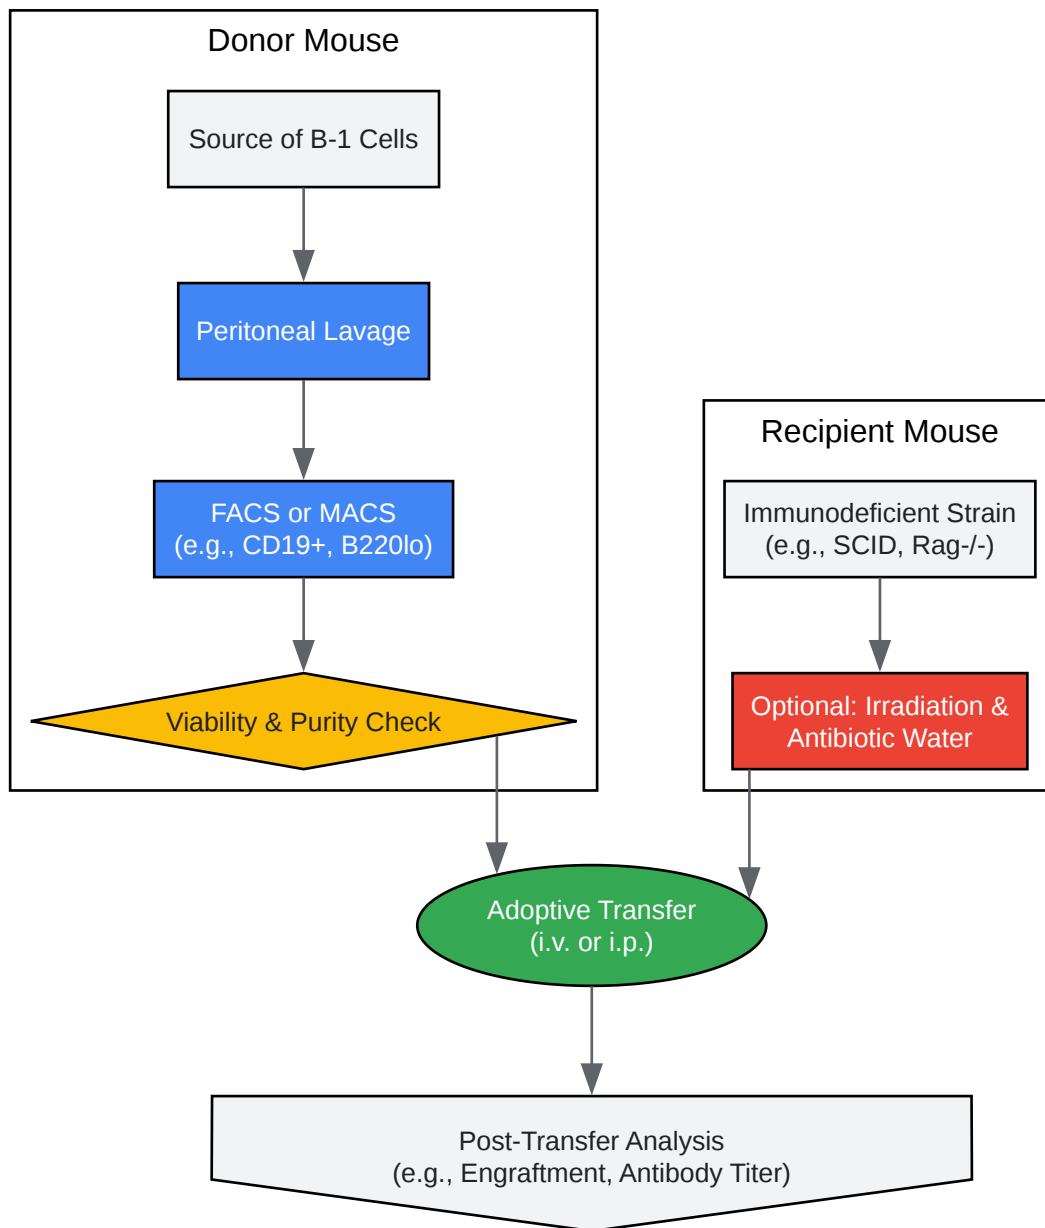 Donor Mouse
Source of B-1 Cells
Peritoneal Lavage
FACS or MACS
(e.g., CD19+, B220lo)
Viability & Purity Check
Recipient Mouse
Immunodeficient Strain
(e.g., SCID, Rag-/-)
Optional: Irradiation &
Antibiotic Water
Adoptive Transfer
(i.v. or i.p.)
Post-Transfer Analysis
(e.g., Engraftment, Antibody Titer)